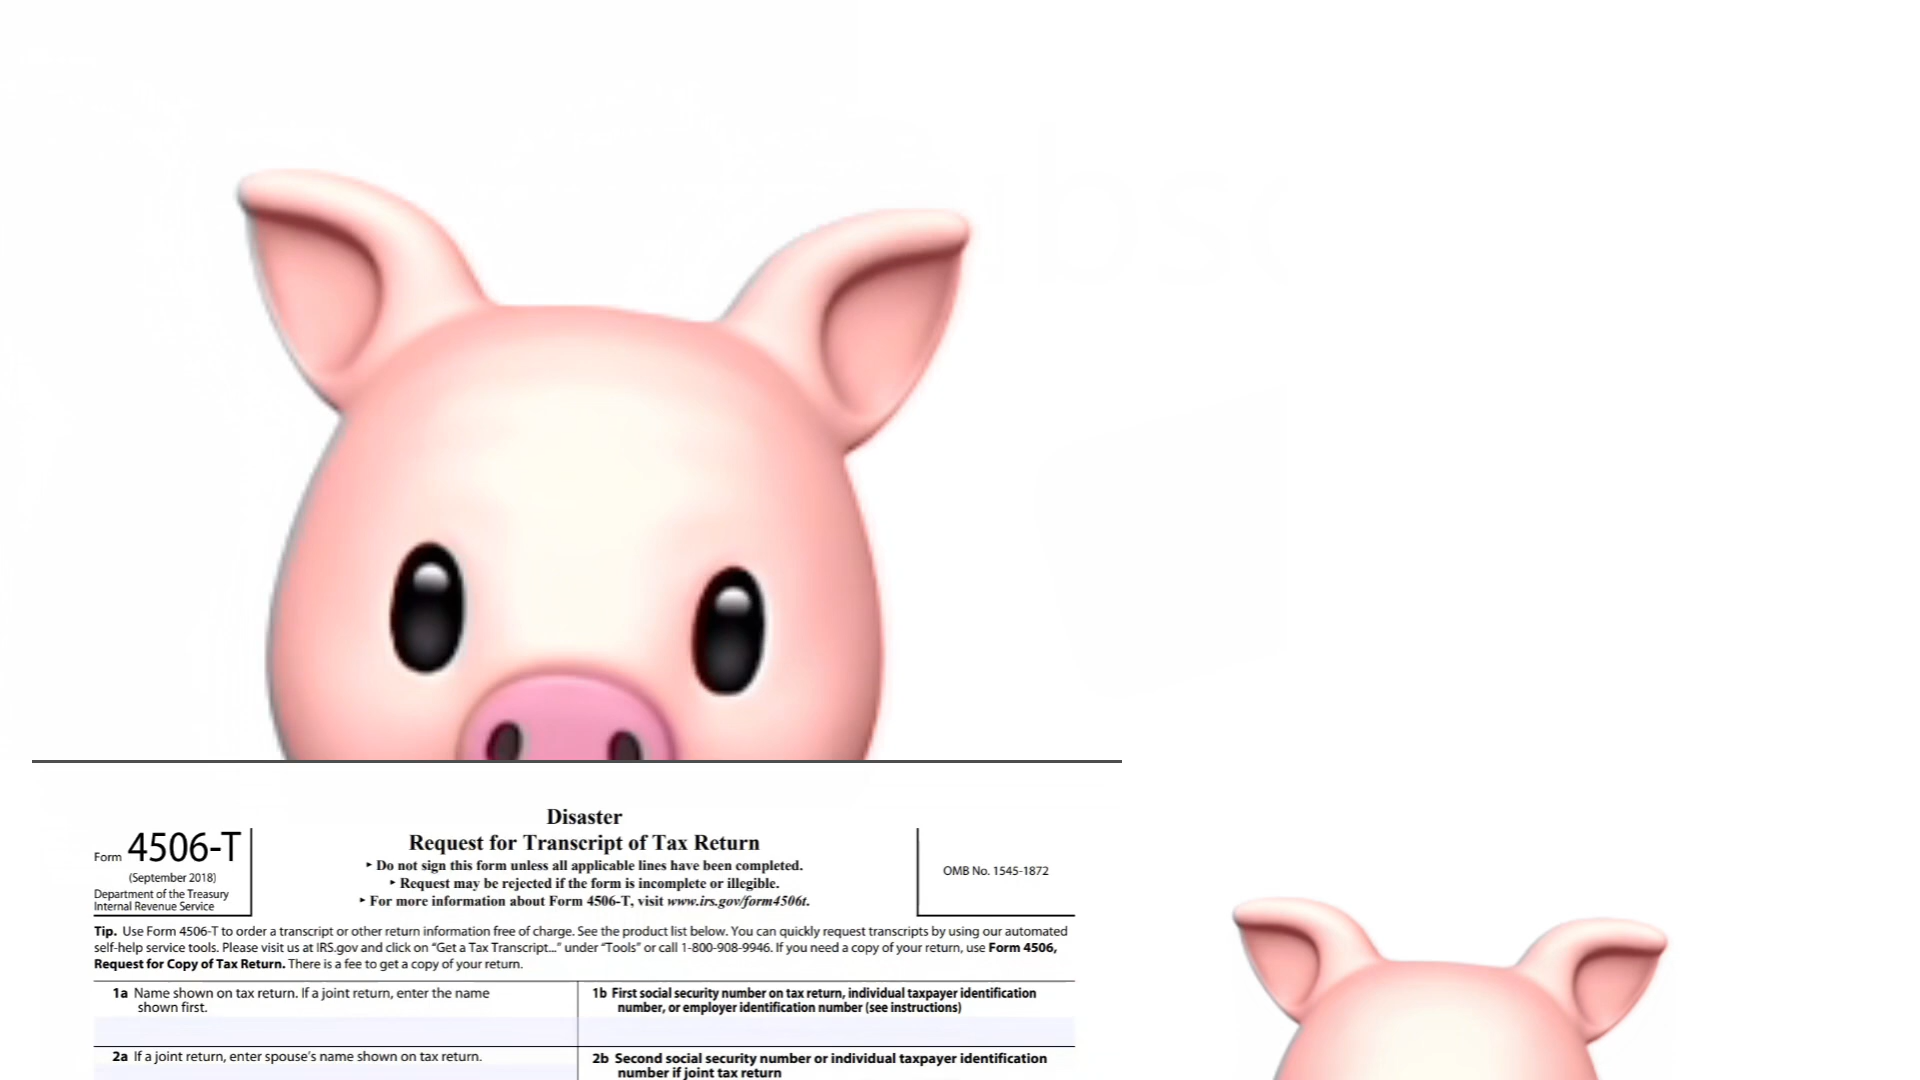 Disaster
Form 4506-T
(September 2018)
Department of the Treasury
Internal Revenue Service
Request for Transcript of Tax Return
‣ Do not sign this form unless all applicable lines have been completed.
‣ Request may be rejected if the form is incomplete or illegible.
‣ For more information about Form 4506-T, visit www.irs.gov/form4506t.
OMB No. 1545-1872
Tip. Use Form 4506-T to order a transcript or other return information free of charge. See the product list below. You can quickly request transcripts by using our automated
self-help service tools. Please visit us at IRS.gov and click on “Get a Tax Transcript...” under “Tools” or call 1-800-908-9946. If you need a copy of your return, use Form 4506,
Request for Copy of Tax Return. There is a fee to get a copy of your return.
1a Name shown on tax return. If a joint return, enter the name
shown first.
1b First social security number on tax return, individual taxpayer identification
number, or employer identification number (see instructions)
2a If a joint return, enter spouse’s name shown on tax return.
2b Second social security number or individual taxpayer identification
number if joint tax return